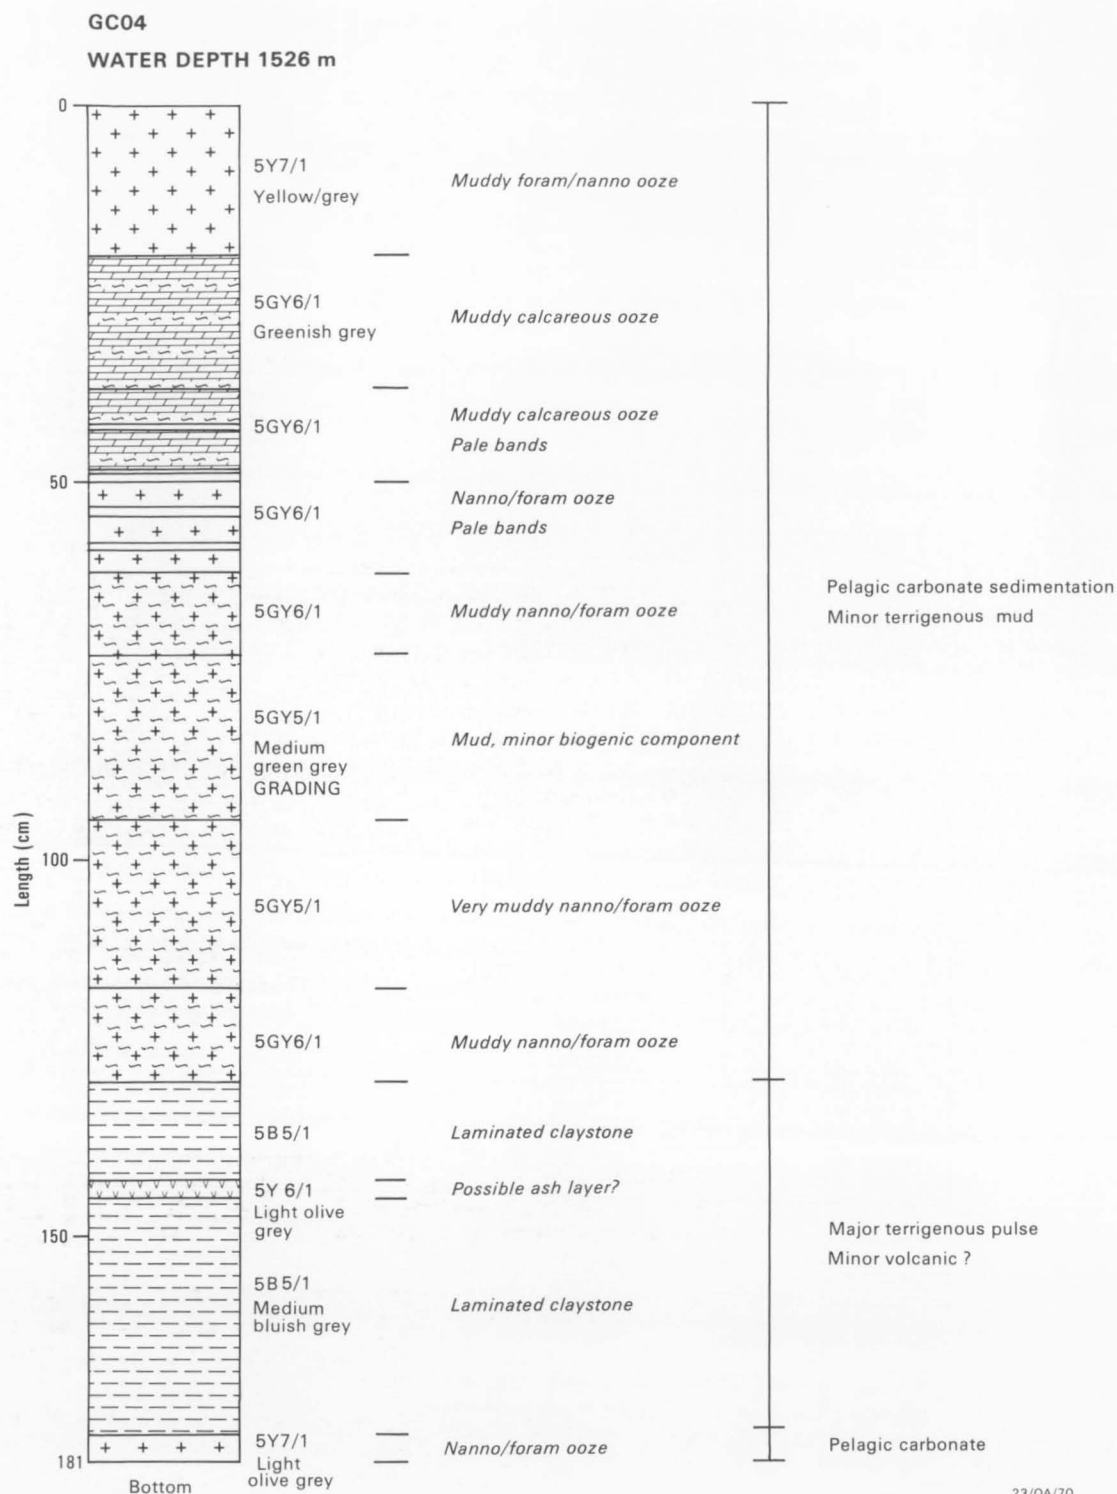 GC04
WATER DEPTH 1526 m
0
5Y7/1
Yellow/grey
Muddy foram/nanno ooze
5GY6/1
Greenish grey
Muddy calcareous ooze
5GY6/1
Muddy calcareous ooze
Pale bands
50
5GY6/1
Nanno/foram ooze
Pale bands
5GY6/1
Muddy nanno/foram ooze
Pelagic carbonate sedimentation
Minor terrigenous mud
5GY5/1
Medium
green grey
GRADING
Mud, minor biogenic component
Length (cm)
100
5GY5/1
Very muddy nanno/foram ooze
5GY6/1
Muddy nanno/foram ooze
5B5/1
Laminated claystone
5Y 6/1
Light olive
grey
Possible ash layer?
150
Major terrigenous pulse
Minor volcanic ?
5B5/1
Medium
bluish grey
Laminated claystone
5Y7/1
Light
olive grey
Nanno/foram ooze
Pelagic carbonate
181
Bottom
23/OA/70